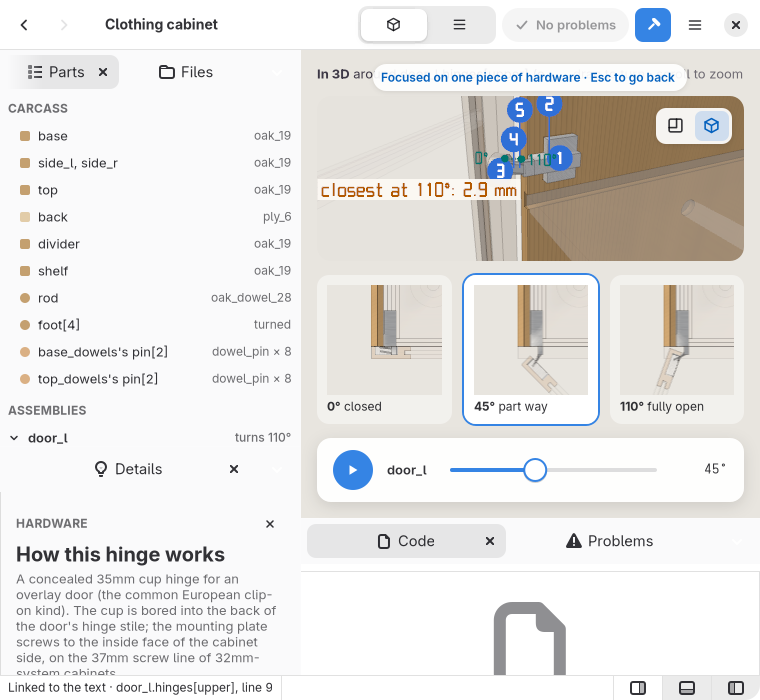 Clothing cabinet
No problems
Parts
Files
CARCASS
base oak_19
side_l, side_r oak_19
top oak_19
back ply_6
divider oak_19
shelf oak_19
rod oak_dowel_28
foot[4] turned
base_dowels's pin[2] dowel_pin × 8
top_dowels's pin[2] dowel_pin × 8
ASSEMBLIES
door_l turns 110°
Details
HARDWARE
How this hinge works
A concealed 35mm cup hinge for an
overlay door (the common European clip-
on kind). The cup is bored into the back of
the door's hinge stile; the mounting plate
screws to the inside face of the cabinet
side, on the 37mm screw line of 32mm-
system cabinets.
In 3D
Focused on one piece of hardware · Esc to go back
to zoom
5
2
4
0°
110°
1
3
closest at 110°: 2.9 mm
0° closed
45° part way
110° fully open
door_l
45°
Code
Problems
Linked to the text · door_l.hinges[upper], line 9